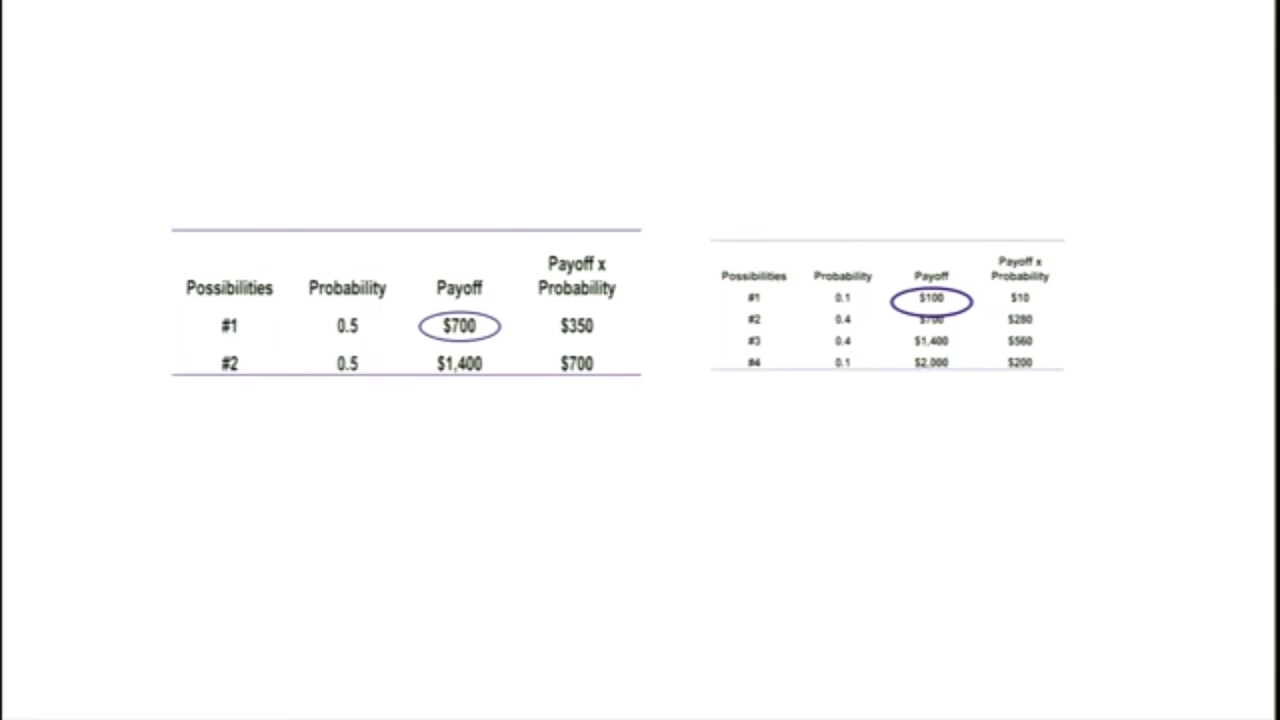 Payoff x
Possibilities Probability Payoff Probability
#1 0.5 $700 $350
#2 0.5 $1,400 $700
Payoff x
Possibilities Probability Payoff Probability
#1 0.1 $100 $10
#2 0.4 $700 $280
#3 0.4 $1,400 $560
#4 0.1 $2,000 $200